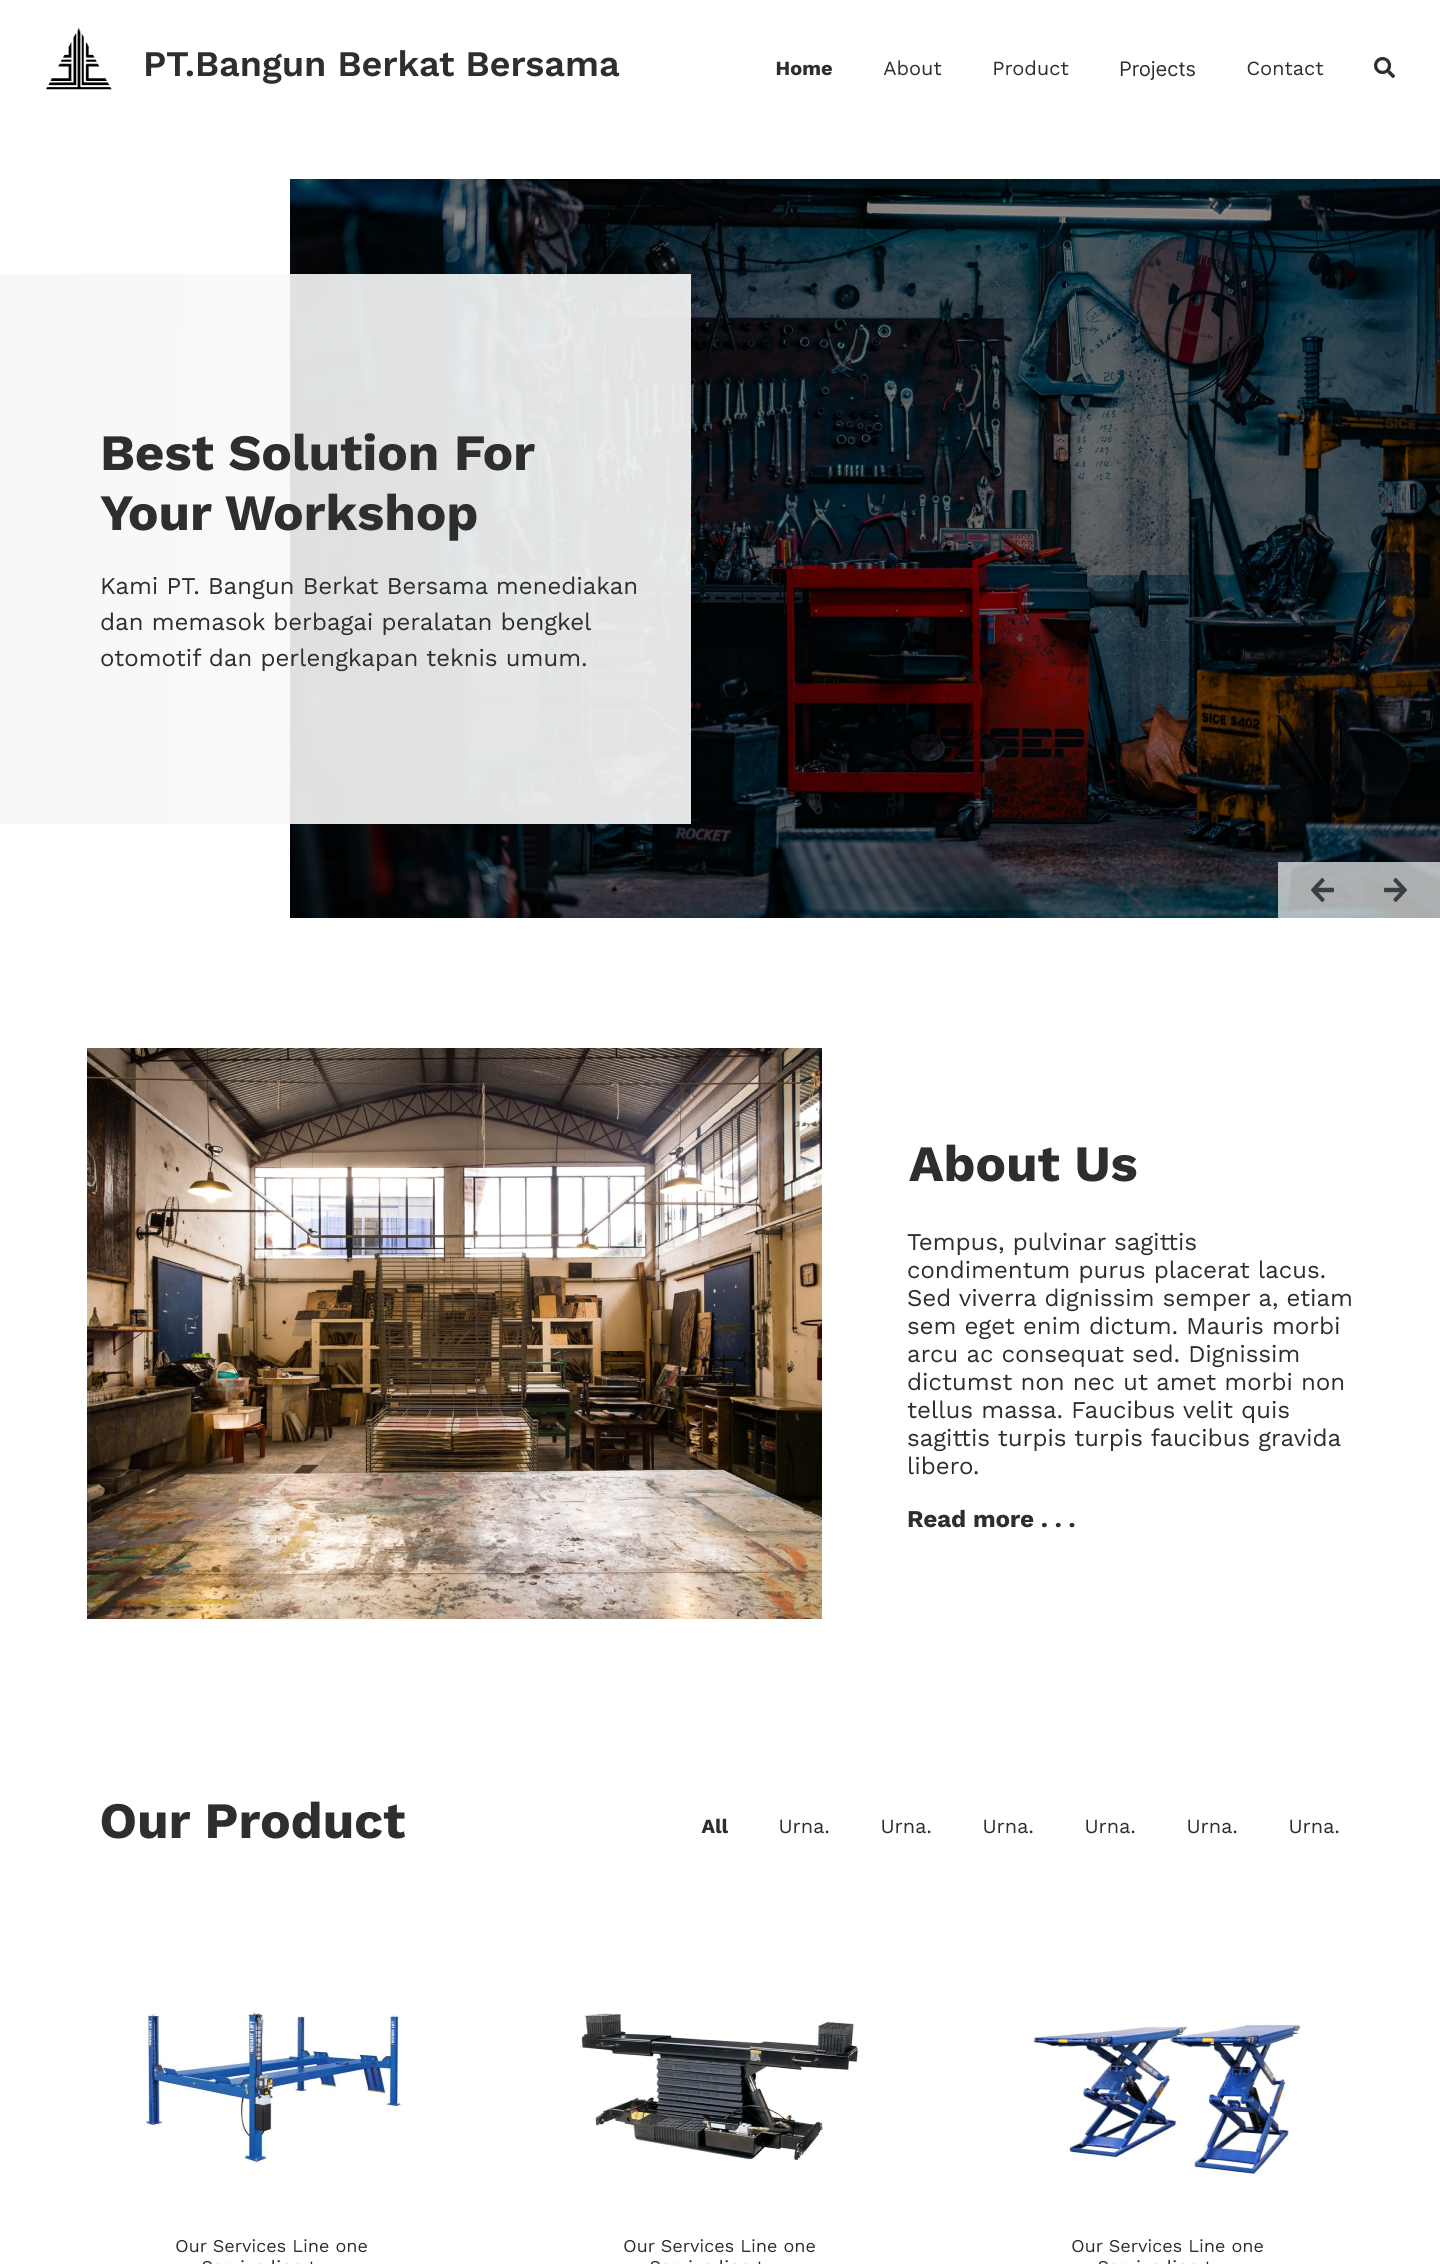 PT.Bangun Berkat Bersama
Home About Product Projects Contact
Best Solution For
Your Workshop
Kami PT. Bangun Berkat Bersama menediakan
dan memasok berbagai peralatan bengkel
otomotif dan perlengkapan teknis umum.
SICE
SICE S402
ROCKET
About Us
Tempus, pulvinar sagittis
condimentum purus placerat lacus.
Sed viverra dignissim semper a, etiam
sem eget enim dictum. Mauris morbi
arcu ac consequat sed. Dignissim
dictumst non nec ut amet morbi non
tellus massa. Faucibus velit quis
sagittis turpis turpis faucibus gravida
libero.
Read more . . .
Our Product
All Urna. Urna. Urna. Urna. Urna. Urna.
Our Services Line one
Our Services Line one
Our Services Line one